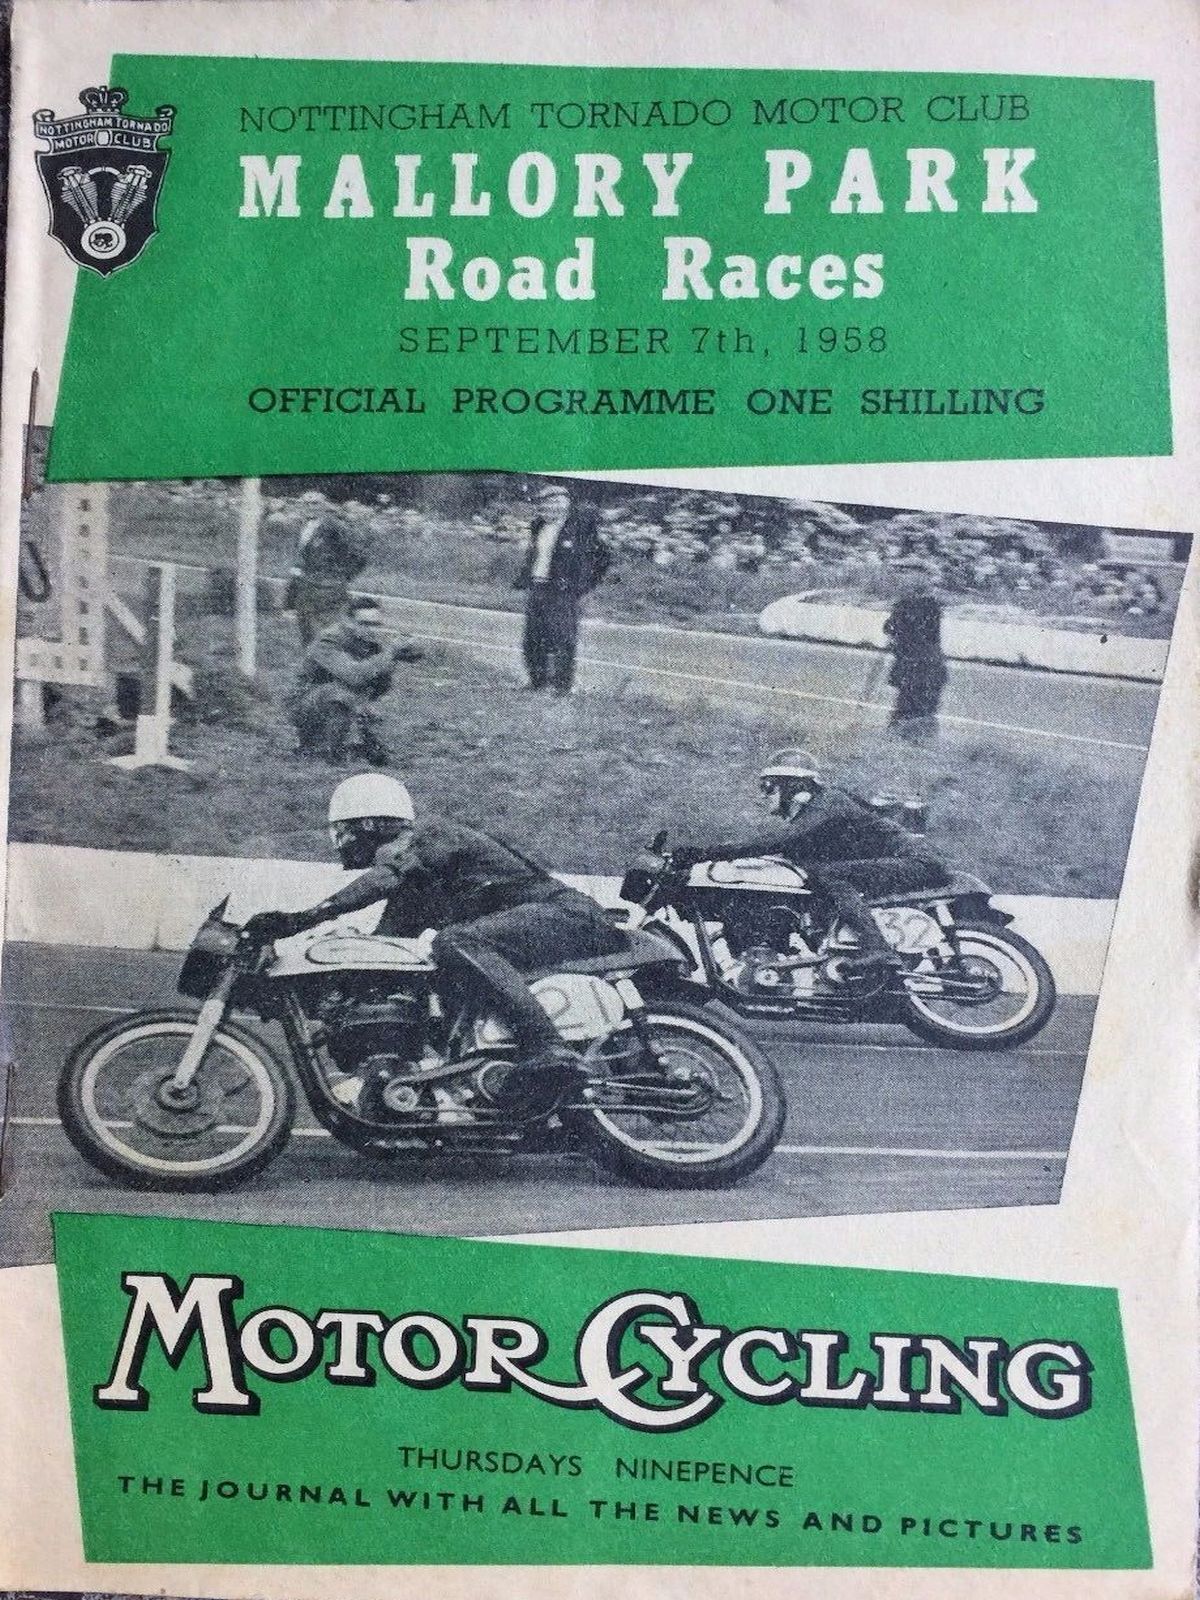 NOTTINGHAM TORNADO
MOTOR CLUB
NOTTINGHAM TORNADO MOTOR CLUB
MALLORY PARK
Road Races
SEPTEMBER 7th, 1958
OFFICIAL PROGRAMME ONE SHILLING
32
MOTOR CYCLING
THURSDAYS NINEPENCE
THE JOURNAL WITH ALL THE NEWS AND PICTURES